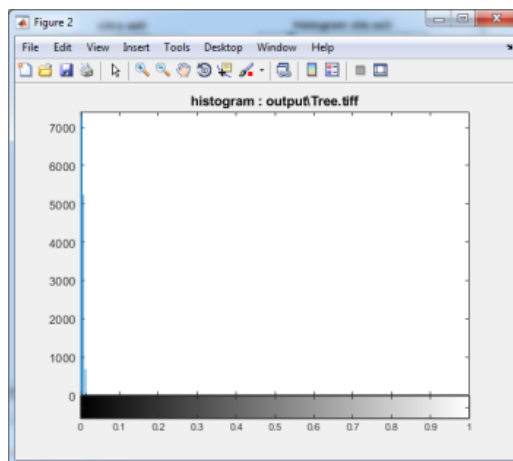 Figure 2
File Edit View Insert Tools Desktop Window Help
histogram : output\Tree.tiff
7000
6000
5000
4000
3000
2000
1000
0
0 0.1 0.2 0.3 0.4 0.5 0.6 0.7 0.8 0.9 1